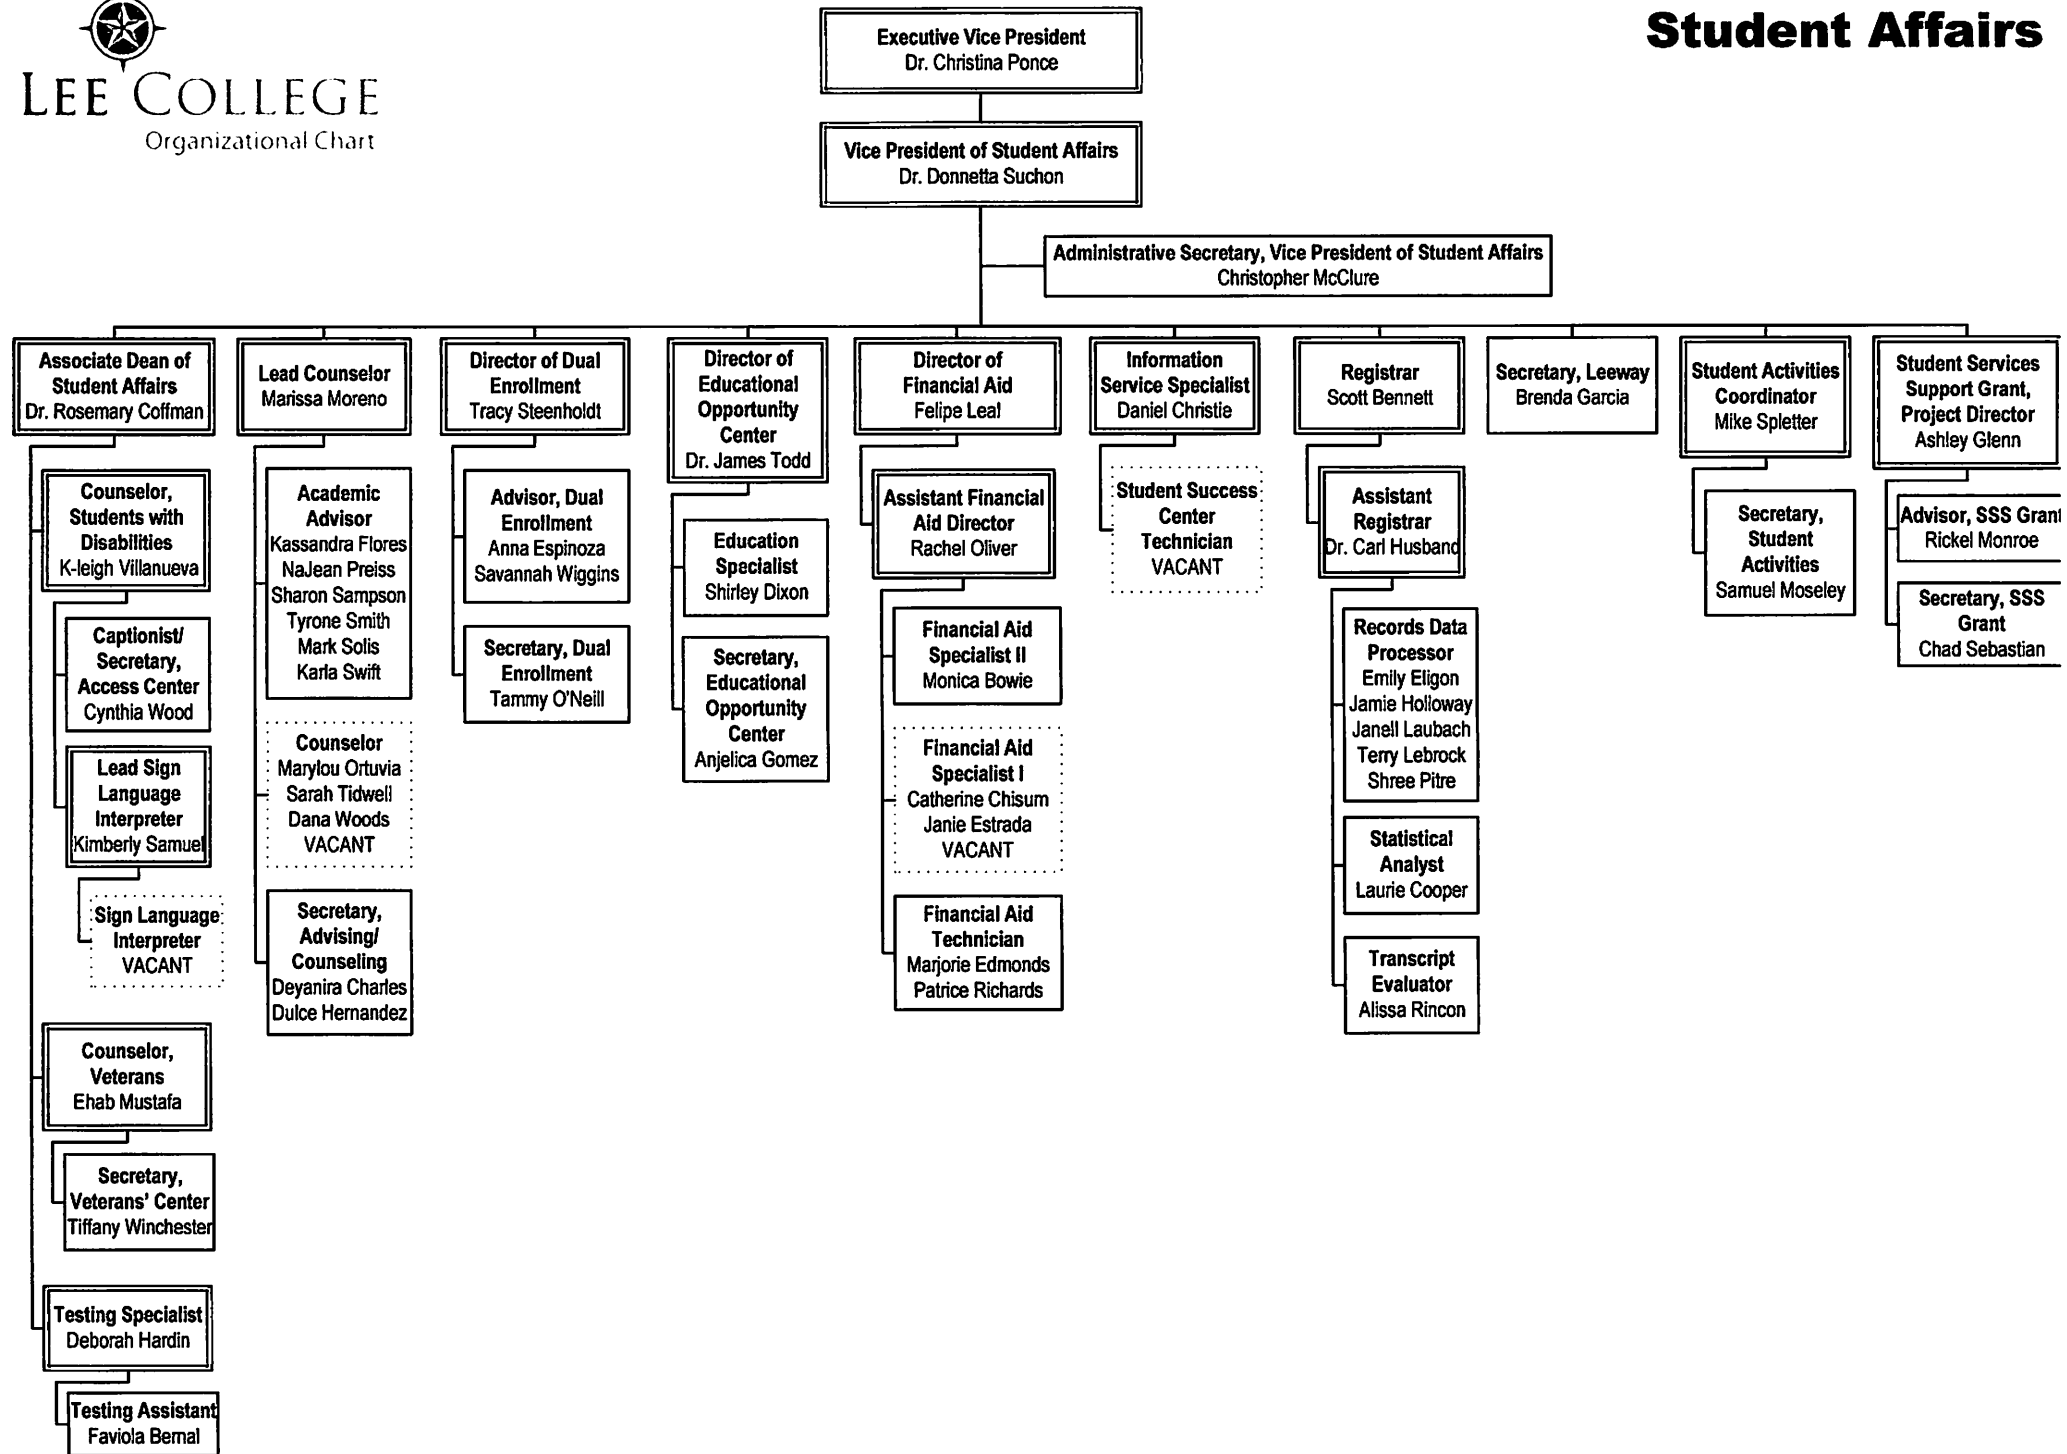 LEE COLLEGE
Organizational Chart
Student Affairs
Executive Vice President
Dr. Christina Ponce
Vice President of Student Affairs
Dr. Donnetta Suchon
Administrative Secretary, Vice President of Student Affairs
Christopher McClure
Associate Dean of
Student Affairs
Dr. Rosemary Coffman
Counselor,
Students with
Disabilities
K-leigh Villanueva
Captionist/
Secretary,
Access Center
Cynthia Wood
Lead Sign
Language
Interpreter
Kimberly Samuel
Sign Language
Interpreter
VACANT
Counselor,
Veterans
Ehab Mustafa
Secretary,
Veterans' Center
Tiffany Winchester
Testing Specialist
Deborah Hardin
Testing Assistant
Faviola Bernal
Lead Counselor
Marissa Moreno
Academic
Advisor
Kassandra Flores
NaJean Preiss
Sharon Sampson
Tyrone Smith
Mark Solis
Karla Swift
Counselor
Marylou Ortuvia
Sarah Tidwell
Dana Woods
VACANT
Secretary,
Advising/
Counseling
Deyanira Charles
Dulce Hernandez
Director of Dual
Enrollment
Tracy Steenholdt
Advisor, Dual
Enrollment
Anna Espinoza
Savannah Wiggins
Secretary, Dual
Enrollment
Tammy O'Neill
Director of
Educational
Opportunity
Center
Dr. James Todd
Education
Specialist
Shirley Dixon
Secretary,
Educational
Opportunity
Center
Anjelica Gomez
Director of
Financial Aid
Felipe Leal
Assistant Financial
Aid Director
Rachel Oliver
Financial Aid
Specialist II
Monica Bowie
Financial Aid
Specialist I
Catherine Chisum
Janie Estrada
VACANT
Financial Aid
Technician
Marjorie Edmonds
Patrice Richards
Information
Service Specialist
Daniel Christie
Student Success
Center
Technician
VACANT
Registrar
Scott Bennett
Assistant
Registrar
Dr. Carl Husband
Records Data
Processor
Emily Eligon
Jamie Holloway
Janell Laubach
Terry Lebrock
Shree Pitre
Statistical
Analyst
Laurie Cooper
Transcript
Evaluator
Alissa Rincon
Secretary, Leeway
Brenda Garcia
Student Activities
Coordinator
Mike Spletter
Secretary,
Student
Activities
Samuel Moseley
Student Services
Support Grant,
Project Director
Ashley Glenn
Advisor, SSS Grant
Rickel Monroe
Secretary, SSS
Grant
Chad Sebastian